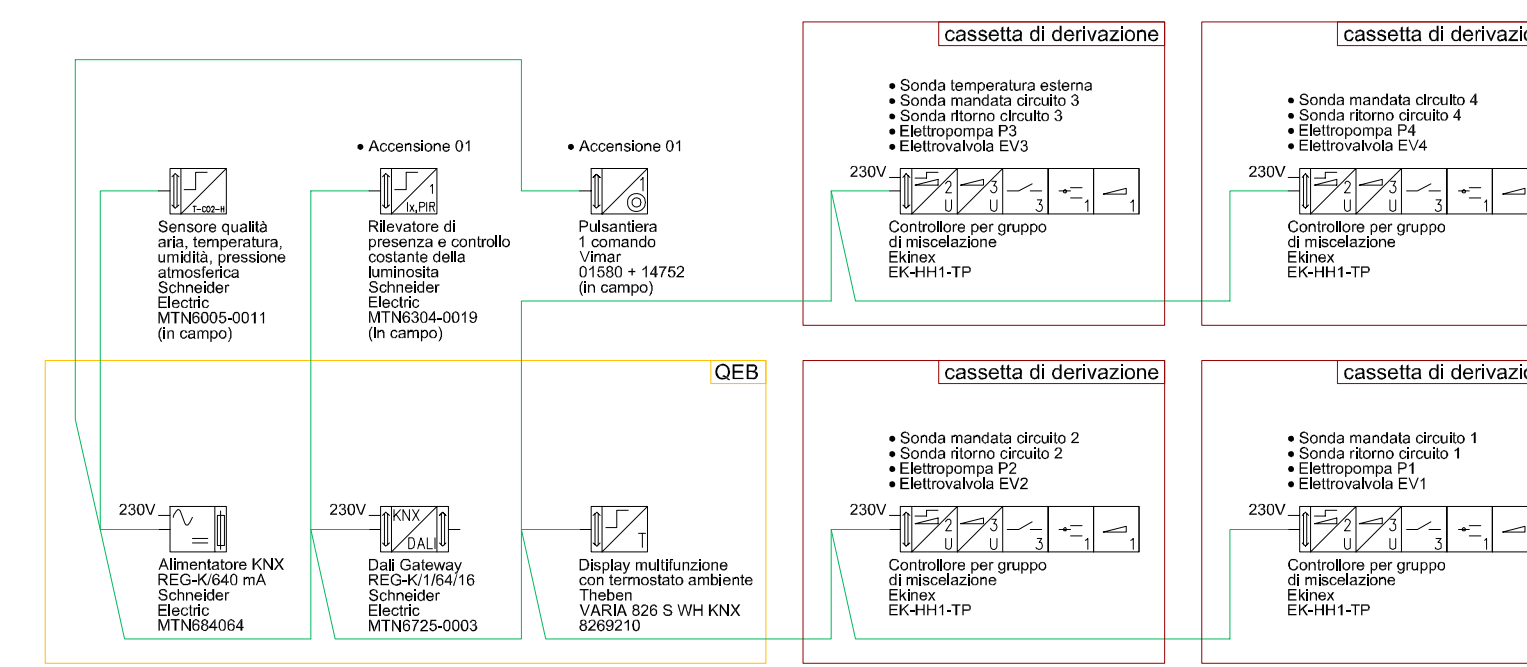 cassetta di derivazione
• Sonda temperatura esterna
• Sonda mandata circuito 3
• Sonda ritorno circuito 3
• Elettropompa P3
• Elettrovalvola EV3
230V
2
U
3
U
3
1
1
Controllore per gruppo
di miscelazione
Ekinex
EK-HH1-TP
cassetta di derivazio
• Sonda mandata circuito 4
• Sonda ritorno circuito 4
• Elettropompa P4
• Elettrovalvola EV4
230V
2
U
3
U
3
1
Controllore per gruppo
di miscelazione
Ekinex
EK-HH1-TP
T-CO2-H
Sensore qualità
aria, temperatura,
umidità, pressione
atmosferica
Schneider
Electric
MTN6005-0011
(in campo)
• Accensione 01
1
lx,PIR
Rilevatore di
presenza e controllo
costante della
luminosita
Schneider
Electric
MTN6304-0019
(in campo)
• Accensione 01
1
Pulsantiera
1 comando
Vimar
01580 + 14752
(in campo)
QEB
230V
Alimentatore KNX
REG-K/640 mA
Schneider
Electric
MTN684064
230V
KNX
DALI
Dali Gateway
REG-K/1/64/16
Schneider
Electric
MTN6725-0003
T
Display multifunzione
con termostato ambiente
Theben
VARIA 826 S WH KNX
8269210
cassetta di derivazione
• Sonda mandata circuito 2
• Sonda ritorno circuito 2
• Elettropompa P2
• Elettrovalvola EV2
230V
2
U
3
U
3
1
1
Controllore per gruppo
di miscelazione
Ekinex
EK-HH1-TP
cassetta di derivazio
• Sonda mandata circuito 1
• Sonda ritorno circuito 1
• Elettropompa P1
• Elettrovalvola EV1
230V
2
U
3
U
3
1
Controllore per gruppo
di miscelazione
Ekinex
EK-HH1-TP